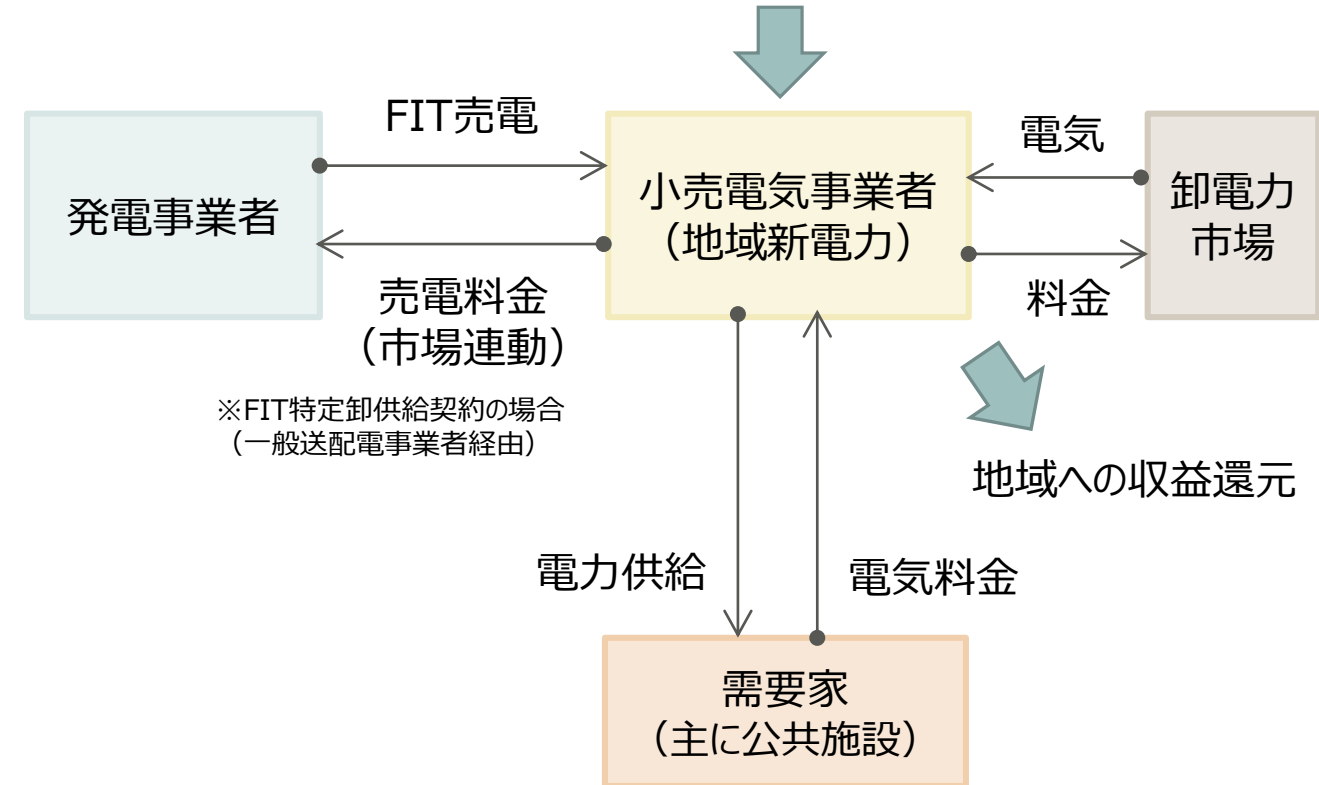 FIT売電
電気
発電事業者
小売電気事業者
（地域新電力）
卸電力
市場
売電料金
（市場連動）
料金
※FIT特定卸供給契約の場合
（一般送配電事業者経由）
地域への収益還元
電力供給
電気料金
需要家
（主に公共施設）